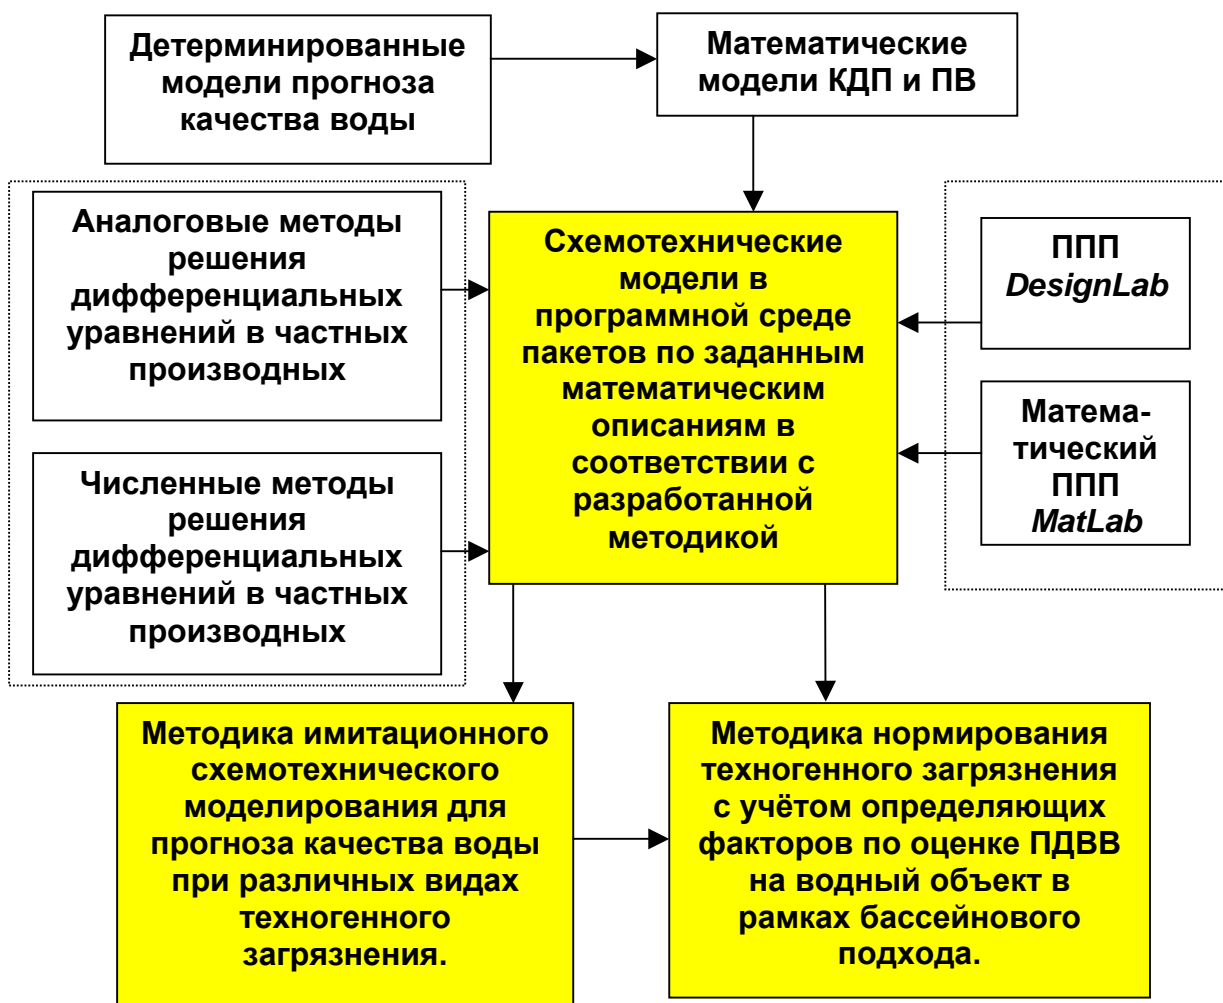 Детерминированные
модели прогноза
качества воды
Математические
модели КДП и ПВ
Аналоговые методы
решения
дифференциальных
уравнений в частных
производных
Численные методы
решения
дифференциальных
уравнений в частных
производных
Схемотехнические
модели в
программной среде
пакетов по заданным
математическим
описаниям в
соответствии с
разработанной
методикой
ППП
DesignLab
Матема-
тический
ППП
MatLab
Методика имитационного
схемотехнического
моделирования для
прогноза качества воды
при различных видах
техногенного
загрязнения.
Методика нормирования
техногенного загрязнения
с учётом определяющих
факторов по оценке ПДВВ
на водный объект в
рамках бассейнового
подхода.